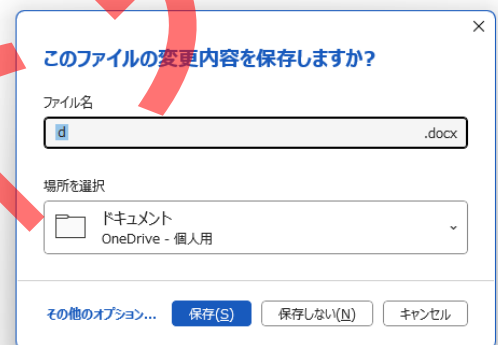 このファイルの変更内容を保存しますか?
ファイル名
d .docx
場所を選択
ドキュメント
OneDrive - 個人用
その他のオプション... 保存(S) 保存しない(N) キャンセル